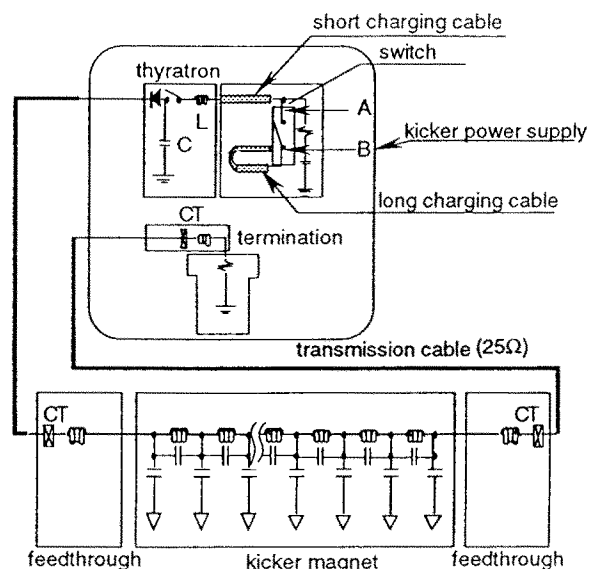 short charging cable
switch
thyratron
A
L
kicker power supply
C
B
long charging cable
CT
termination
transmission cable (25Ω)
CT
CT
feedthrough
kicker magnet
feedthrough